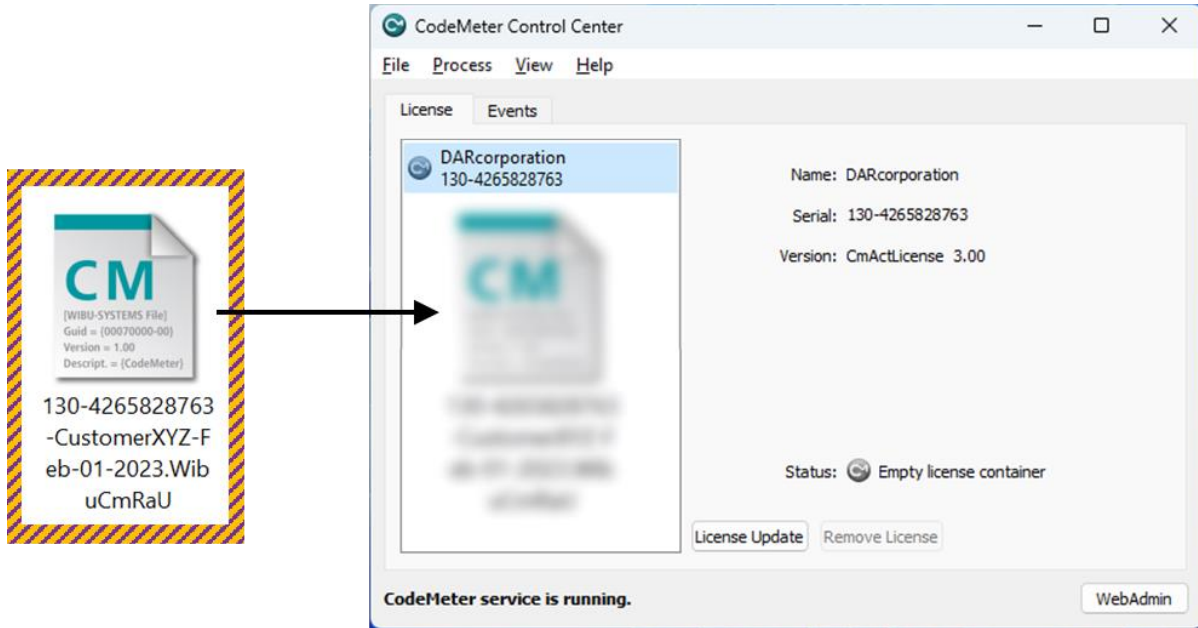 CM
[WIBU-SYSTEMS File]
Guid = {00070000-00}
Version = 1.00
Descript. = {CodeMeter}
130-4265828763
-CustomerXYZ-F
eb-01-2023.Wib
uCmRaU
CodeMeter Control Center
File Process View Help
License Events
DARcorporation
130-4265828763
CM
Name: DARcorporation
Serial: 130-4265828763
Version: CmActLicense 3.00
Status: Empty license container
License Update Remove License
CodeMeter service is running.
WebAdmin